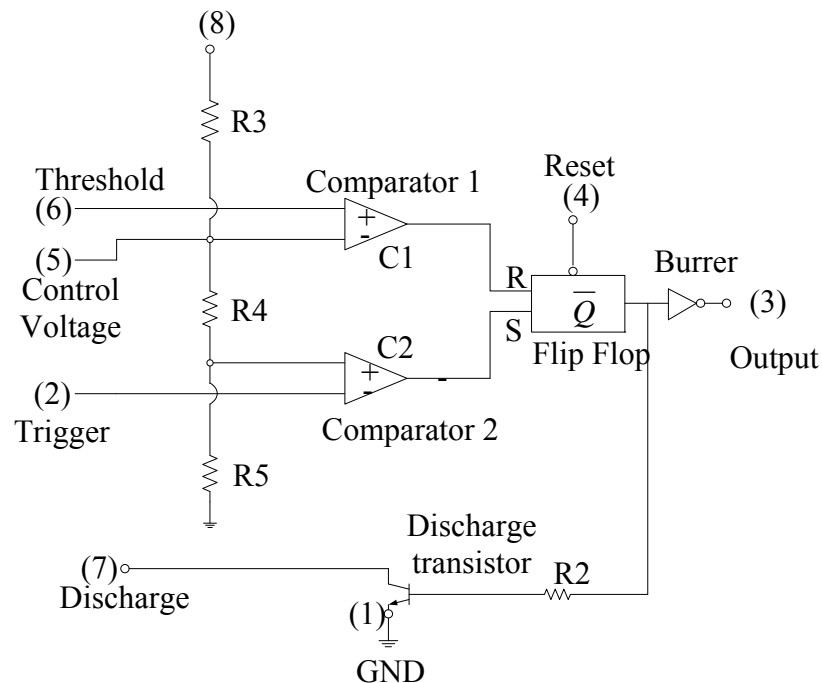 (8)
R3
Threshold
(6)
Comparator 1
+
-
C1
(5)
Control
Voltage
Reset
(4)
R
S
Q
Flip Flop
Burrer
(3)
Output
R4
C2
+
-
-
(2)
Trigger
Comparator 2
R5
Discharge
transistor
R2
(7)
Discharge
(1)
GND